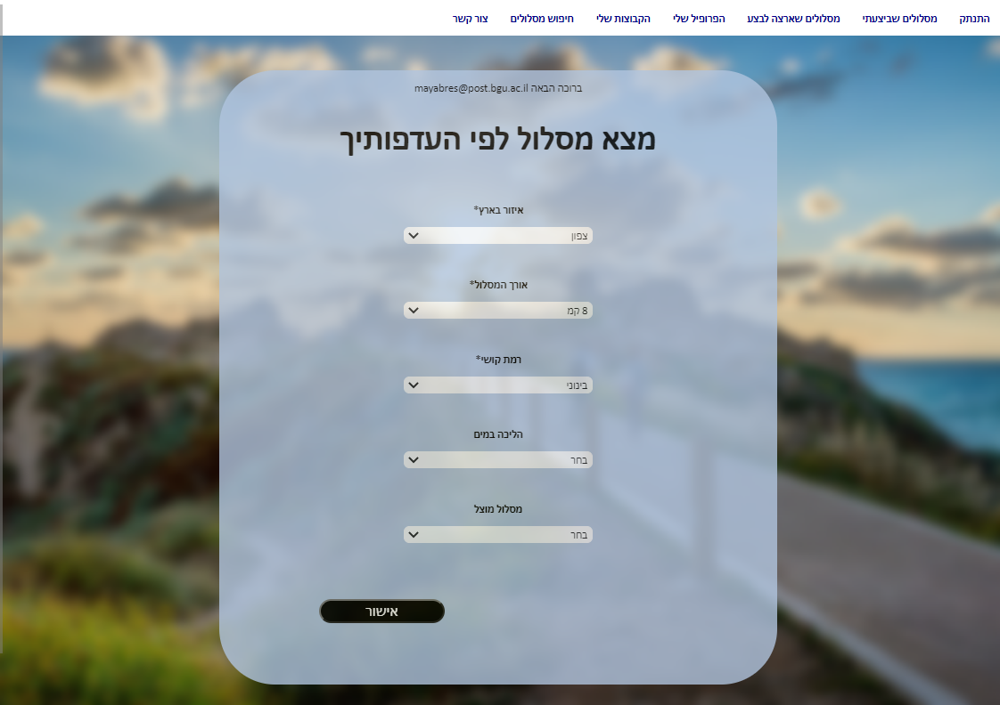 התנתק מסלולים שביצעתי מסלולים שארצה לבצע הפרופיל שלי הקבוצות שלי חיפוש מסלולים צור קשר
ברוכה הבאה mayabres@post.bgu.ac.il
מצא מסלול לפי העדפותיך
איזור בארץ*
צפון
אורך המסלול*
8 קמ
רמת קושי*
בינוני
הליכה במים
בחר
מסלול מוצל
בחר
אישור